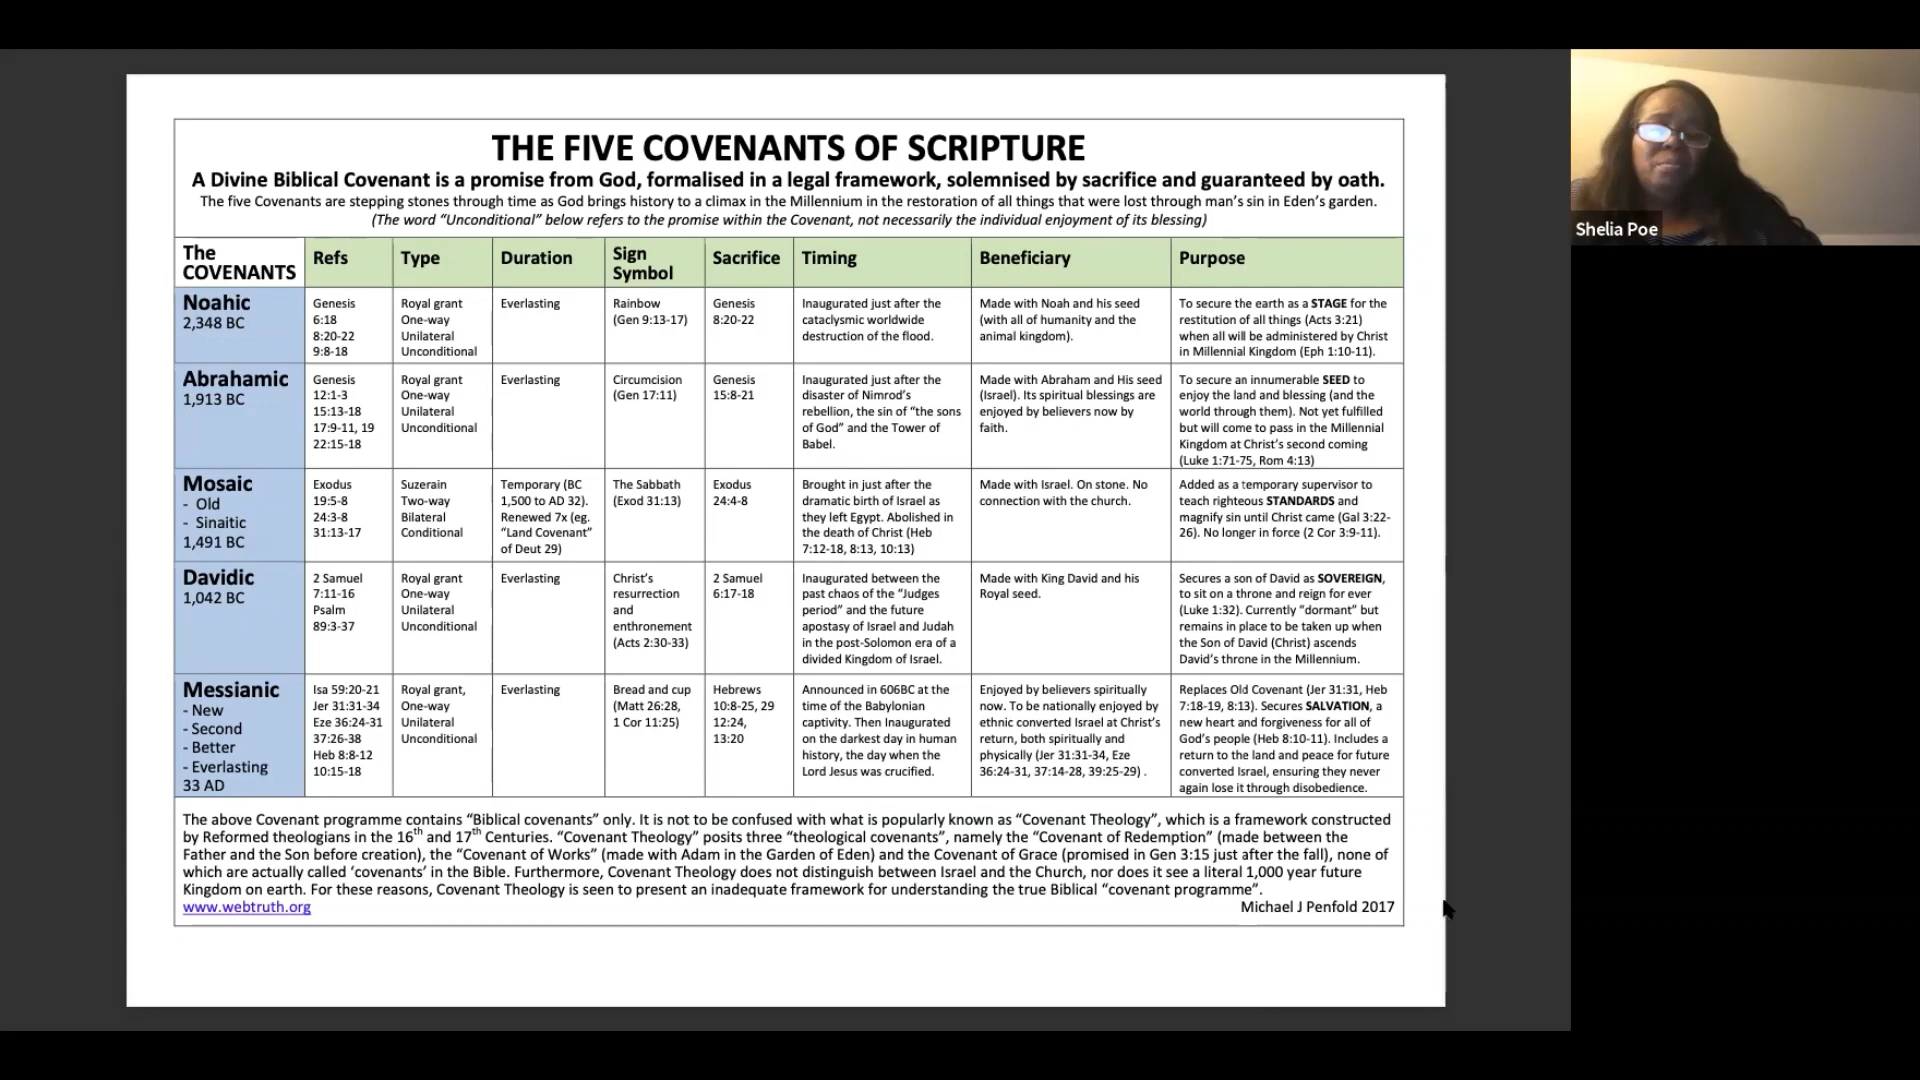 THE FIVE COVENANTS OF SCRIPTURE
A Divine Biblical Covenant is a promise from God, formalised in a legal framework, solemnised by sacrifice and guaranteed by oath.
The five Covenants are stepping stones through time as God brings history to a climax in the Millennium in the restoration of all things that were lost through man's sin in Eden's garden.
(The word "Unconditional" below refers to the promise within the Covenant, not necessarily the individual enjoyment of its blessing)
The
COVENANTS
Refs
Type
Duration
Sign
Symbol
Sacrifice
Timing
Beneficiary
Purpose
Noahic
2,348 BC
Genesis
6:18
8:20-22
9:8-18
Royal grant
One-way
Unilateral
Unconditional
Everlasting
Rainbow
(Gen 9:13-17)
Genesis
8:20-22
Inaugurated just after the
cataclysmic worldwide
destruction of the flood.
Made with Noah and his seed
(with all of humanity and the
animal kingdom).
To secure the earth as a STAGE for the
restitution of all things (Acts 3:21)
when all will be administered by Christ
in Millennial Kingdom (Eph 1:10-11).
Abrahamic
1,913 BC
Genesis
12:1-3
15:13-18
17:9-11, 19
22:15-18
Royal grant
One-way
Unilateral
Unconditional
Everlasting
Circumcision
(Gen 17:11)
Genesis
15:8-21
Inaugurated just after the
disaster of Nimrod's
rebellion, the sin of "the sons
of God" and the Tower of
Babel.
Made with Abraham and His seed
(Israel). Its spiritual blessings are
enjoyed by believers now by
faith.
To secure an innumerable SEED to
enjoy the land and blessing (and the
world through them). Not yet fulfilled
but will come to pass in the Millennial
Kingdom at Christ's second coming
(Luke 1:71-75, Rom 4:13)
Mosaic
- Old
- Sinaitic
1,491 BC
Exodus
19:5-8
24:3-8
31:13-17
Suzerain
Two-way
Bilateral
Conditional
Temporary (BC
1,500 to AD 32).
Renewed 7x (eg.
"Land Covenant"
of Deut 29)
The Sabbath
(Exod 31:13)
Exodus
24:4-8
Brought in just after the
dramatic birth of Israel as
they left Egypt. Abolished in
the death of Christ (Heb
7:12-18, 8:13, 10:13)
Made with Israel. On stone. No
connection with the church.
Added as a temporary supervisor to
teach righteous STANDARDS and
magnify sin until Christ came (Gal 3:22-
26). No longer in force (2 Cor 3:9-11).
Davidic
1,042 BC
2 Samuel
7:11-16
Psalm
89:3-37
Royal grant
One-way
Unilateral
Unconditional
Everlasting
Christ's
resurrection
and
enthronement
(Acts 2:30-33)
2 Samuel
6:17-18
Inaugurated between the
past chaos of the "Judges
period" and the future
apostasy of Israel and Judah
in the post-Solomon era of a
divided Kingdom of Israel.
Made with King David and his
Royal seed.
Secures a son of David as SOVEREIGN,
to sit on a throne and reign for ever
(Luke 1:32). Currently "dormant" but
remains in place to be taken up when
the Son of David (Christ) ascends
David's throne in the Millennium.
Messianic
- New
- Second
- Better
- Everlasting
33 AD
Isa 59:20-21
Jer 31:31-34
Eze 36:24-31
37:26-38
Heb 8:8-12
10:15-18
Royal grant,
One-way
Unilateral
Unconditional
Everlasting
Bread and cup
(Matt 26:28,
1 Cor 11:25)
Hebrews
10:8-25, 29
12:24,
13:20
Announced in 606BC at the
time of the Babylonian
captivity. Then Inaugurated
on the darkest day in human
history, the day when the
Lord Jesus was crucified.
Enjoyed by believers spiritually
now. To be nationally enjoyed by
ethnic converted Israel at Christ's
return, both spiritually and
physically (Jer 31:31-34, Eze
36:24-31, 37:14-28, 39:25-29) .
Replaces Old Covenant (Jer 31:31, Heb
7:18-19, 8:13). Secures SALVATION, a
new heart and forgiveness for all of
God's people (Heb 8:10-11). Includes a
return to the land and peace for future
converted Israel, ensuring they never
again lose it through disobedience.
The above Covenant programme contains "Biblical covenants" only. It is not to be confused with what is popularly known as "Covenant Theology", which is a framework constructed
by Reformed theologians in the 16th and 17th Centuries. "Covenant Theology" posits three "theological covenants", namely the "Covenant of Redemption" (made between the
Father and the Son before creation), the "Covenant of Works" (made with Adam in the Garden of Eden) and the Covenant of Grace (promised in Gen 3:15 just after the fall), none of
which are actually called 'covenants' in the Bible. Furthermore, Covenant Theology does not distinguish between Israel and the Church, nor does it see a literal 1,000 year future
Kingdom on earth. For these reasons, Covenant Theology is seen to present an inadequate framework for understanding the true Biblical "covenant programme".
www.webtruth.org
Michael J Penfold 2017
Shelia Poe